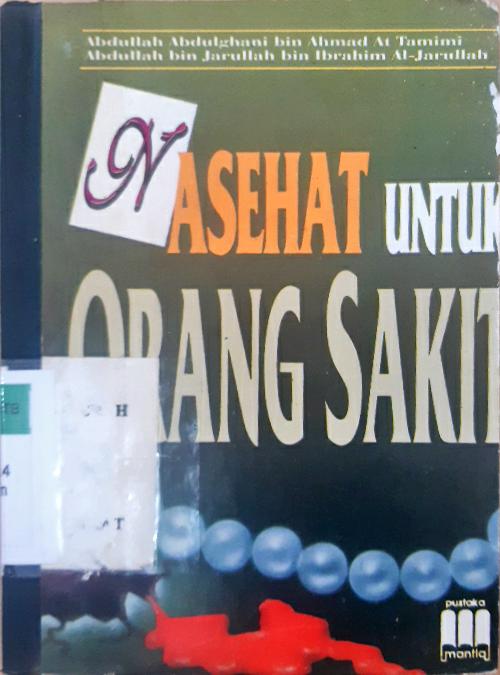 Abdullah Abdulghani bin Ahmad At Tamimi
Abdullah bin Jarullah bin Ibrahim Al-Jarullah
NASEHAT UNTUK
ORANG SAKIT
H
4
T
pustaka
mantiq